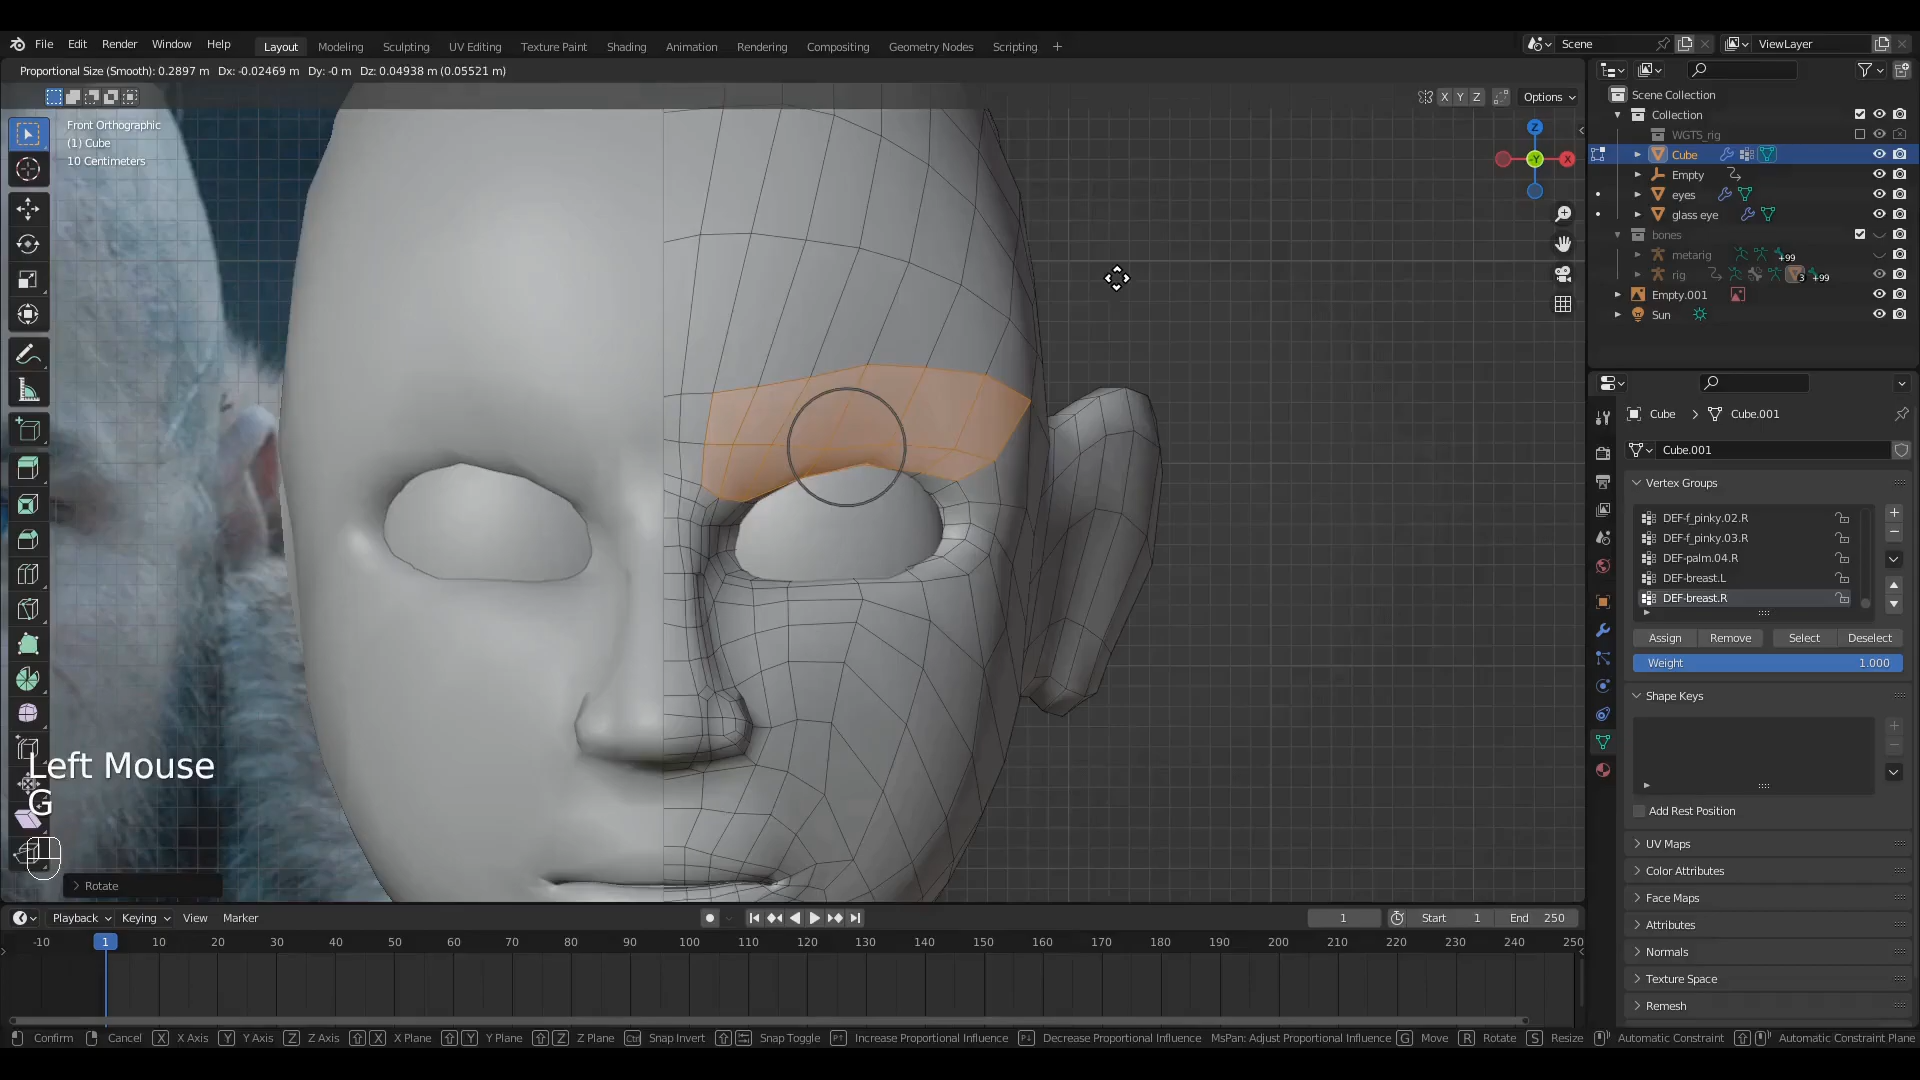 File Edit Render Window Help Layout Modeling Sculpting UV Editing Texture Paint Shading Animation Rendering Compositing Geometry Nodes Scripting + Scene ViewLayer
Proportional Size (Smooth): 0.2897 m Dx: -0.02469 m Dy: -0 m Dz: 0.04938 m (0.05521 m)
X Y Z Options
Front Orthographic
(1) Cube
10 Centimeters
Z
-Y
X
Scene Collection
Collection
WGTS_rig
Cube
Empty
eyes
glass eye
bones
metarig
+99
rig
3
+99
Empty.001
Sun
Cube > Cube.001
Cube.001
Vertex Groups
DEF-f_pinky.02.R
DEF-f_pinky.03.R
DEF-palm.04.R
DEF-breast.L
DEF-breast.R
Assign Remove Select Deselect
Weight 1.000
Shape Keys
Add Rest Position
UV Maps
Color Attributes
Face Maps
Attributes
Normals
Texture Space
Remesh
Left Mouse
G
Rotate
Playback Keying View Marker 1 Start 1 End 250
-10 1 10 20 30 40 50 60 70 80 90 100 110 120 130 140 150 160 170 180 190 200 210 220 230 240 250
Confirm Cancel X X Axis Y Y Axis Z Z Axis X X Plane Y Y Plane Z Z Plane Ctrl Snap Invert Snap Toggle Increase Proportional Influence Decrease Proportional Influence MsPan: Adjust Proportional Influence G Move R Rotate S Resize Automatic Constraint Automatic Constraint Plane